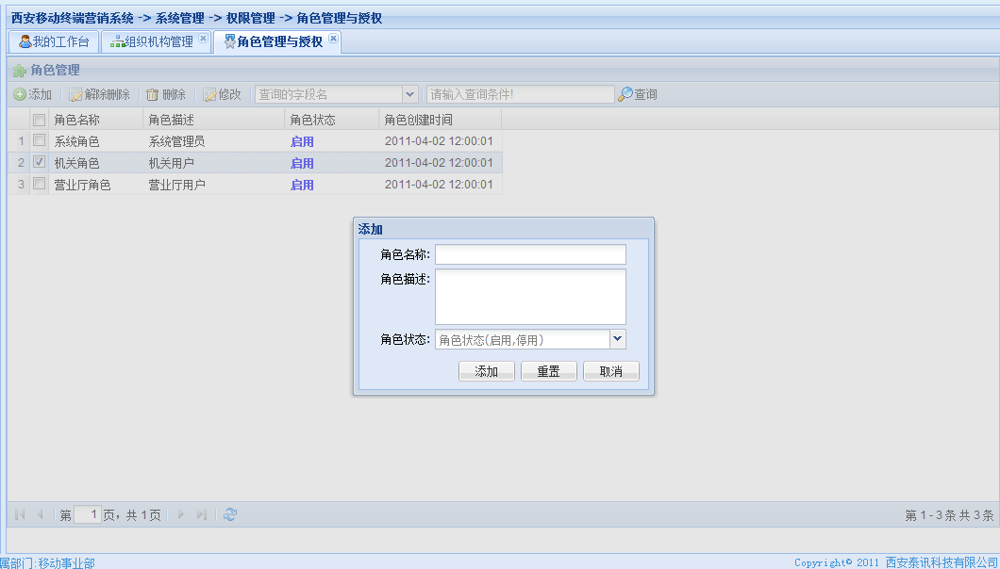 西安移动终端营销系统 -> 系统管理 -> 权限管理 -> 角色管理与授权
我的工作台 组织机构管理 角色管理与授权
角色管理
添加 解除删除 删除 修改 查询的字段名 请输入查询条件! 查询
角色名称 角色描述 角色状态 角色创建时间
1 系统角色 系统管理员 启用 2011-04-02 12:00:01
2 机关角色 机关用户 启用 2011-04-02 12:00:01
3 营业厅角色 营业厅用户 启用 2011-04-02 12:00:01
添加
角色名称:
角色描述:
角色状态: 角色状态(启用,停用)
添加 重置 取消
第 1 页，共 1 页 第 1 - 3 条 共 3 条
属部门:移动事业部 Copyright© 2011 西安泰讯科技有限公司